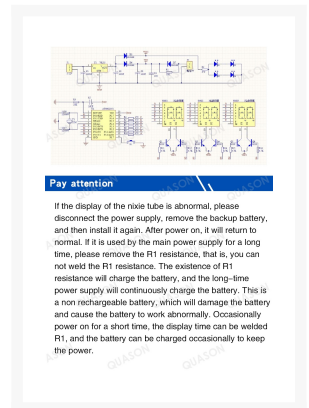 Pay attention
If the display of the nixie tube is abnormal, please
disconnect the power supply, remove the backup battery,
and then install it again. After power on, it will return to
normal. If it is used by the main power supply for a long
time, please remove the R1 resistance, that is, you can
not weld the R1 resistance. The existence of R1
resistance will charge the battery, and the long-time
power supply will continuously charge the battery. This is
a non rechargeable battery, which will damage the battery
and cause the battery to work abnormally. Occasionally
power on for a short time, the display time can be welded
R1, and the battery can be charged occasionally to keep
the power.
QUASON
QUASON
QUASON
QUASON
QUASON